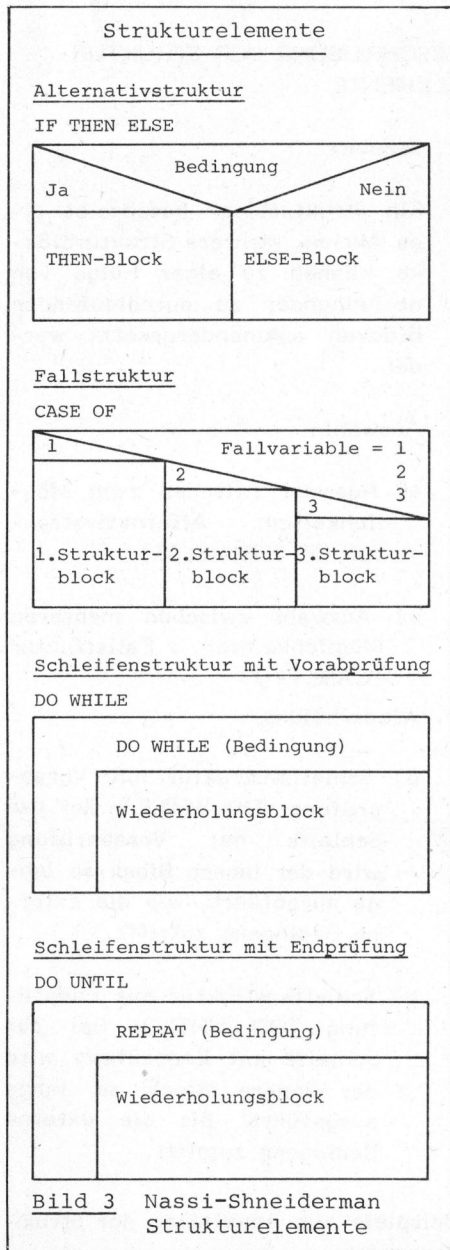 Strukturelemente
Alternativstruktur
IF THEN ELSE
Bedingung
Ja Nein
THEN-Block ELSE-Block
Fallstruktur
CASE OF
1 Fallvariable = 1
2 2
3 3
1.Struktur- 2.Struktur- 3.Struktur-
block block block
Schleifenstruktur mit Vorabprüfung
DO WHILE
DO WHILE (Bedingung)
Wiederholungsblock
Schleifenstruktur mit Endprüfung
DO UNTIL
REPEAT (Bedingung)
Wiederholungsblock
Bild 3 Nassi-Shneiderman
Strukturelemente